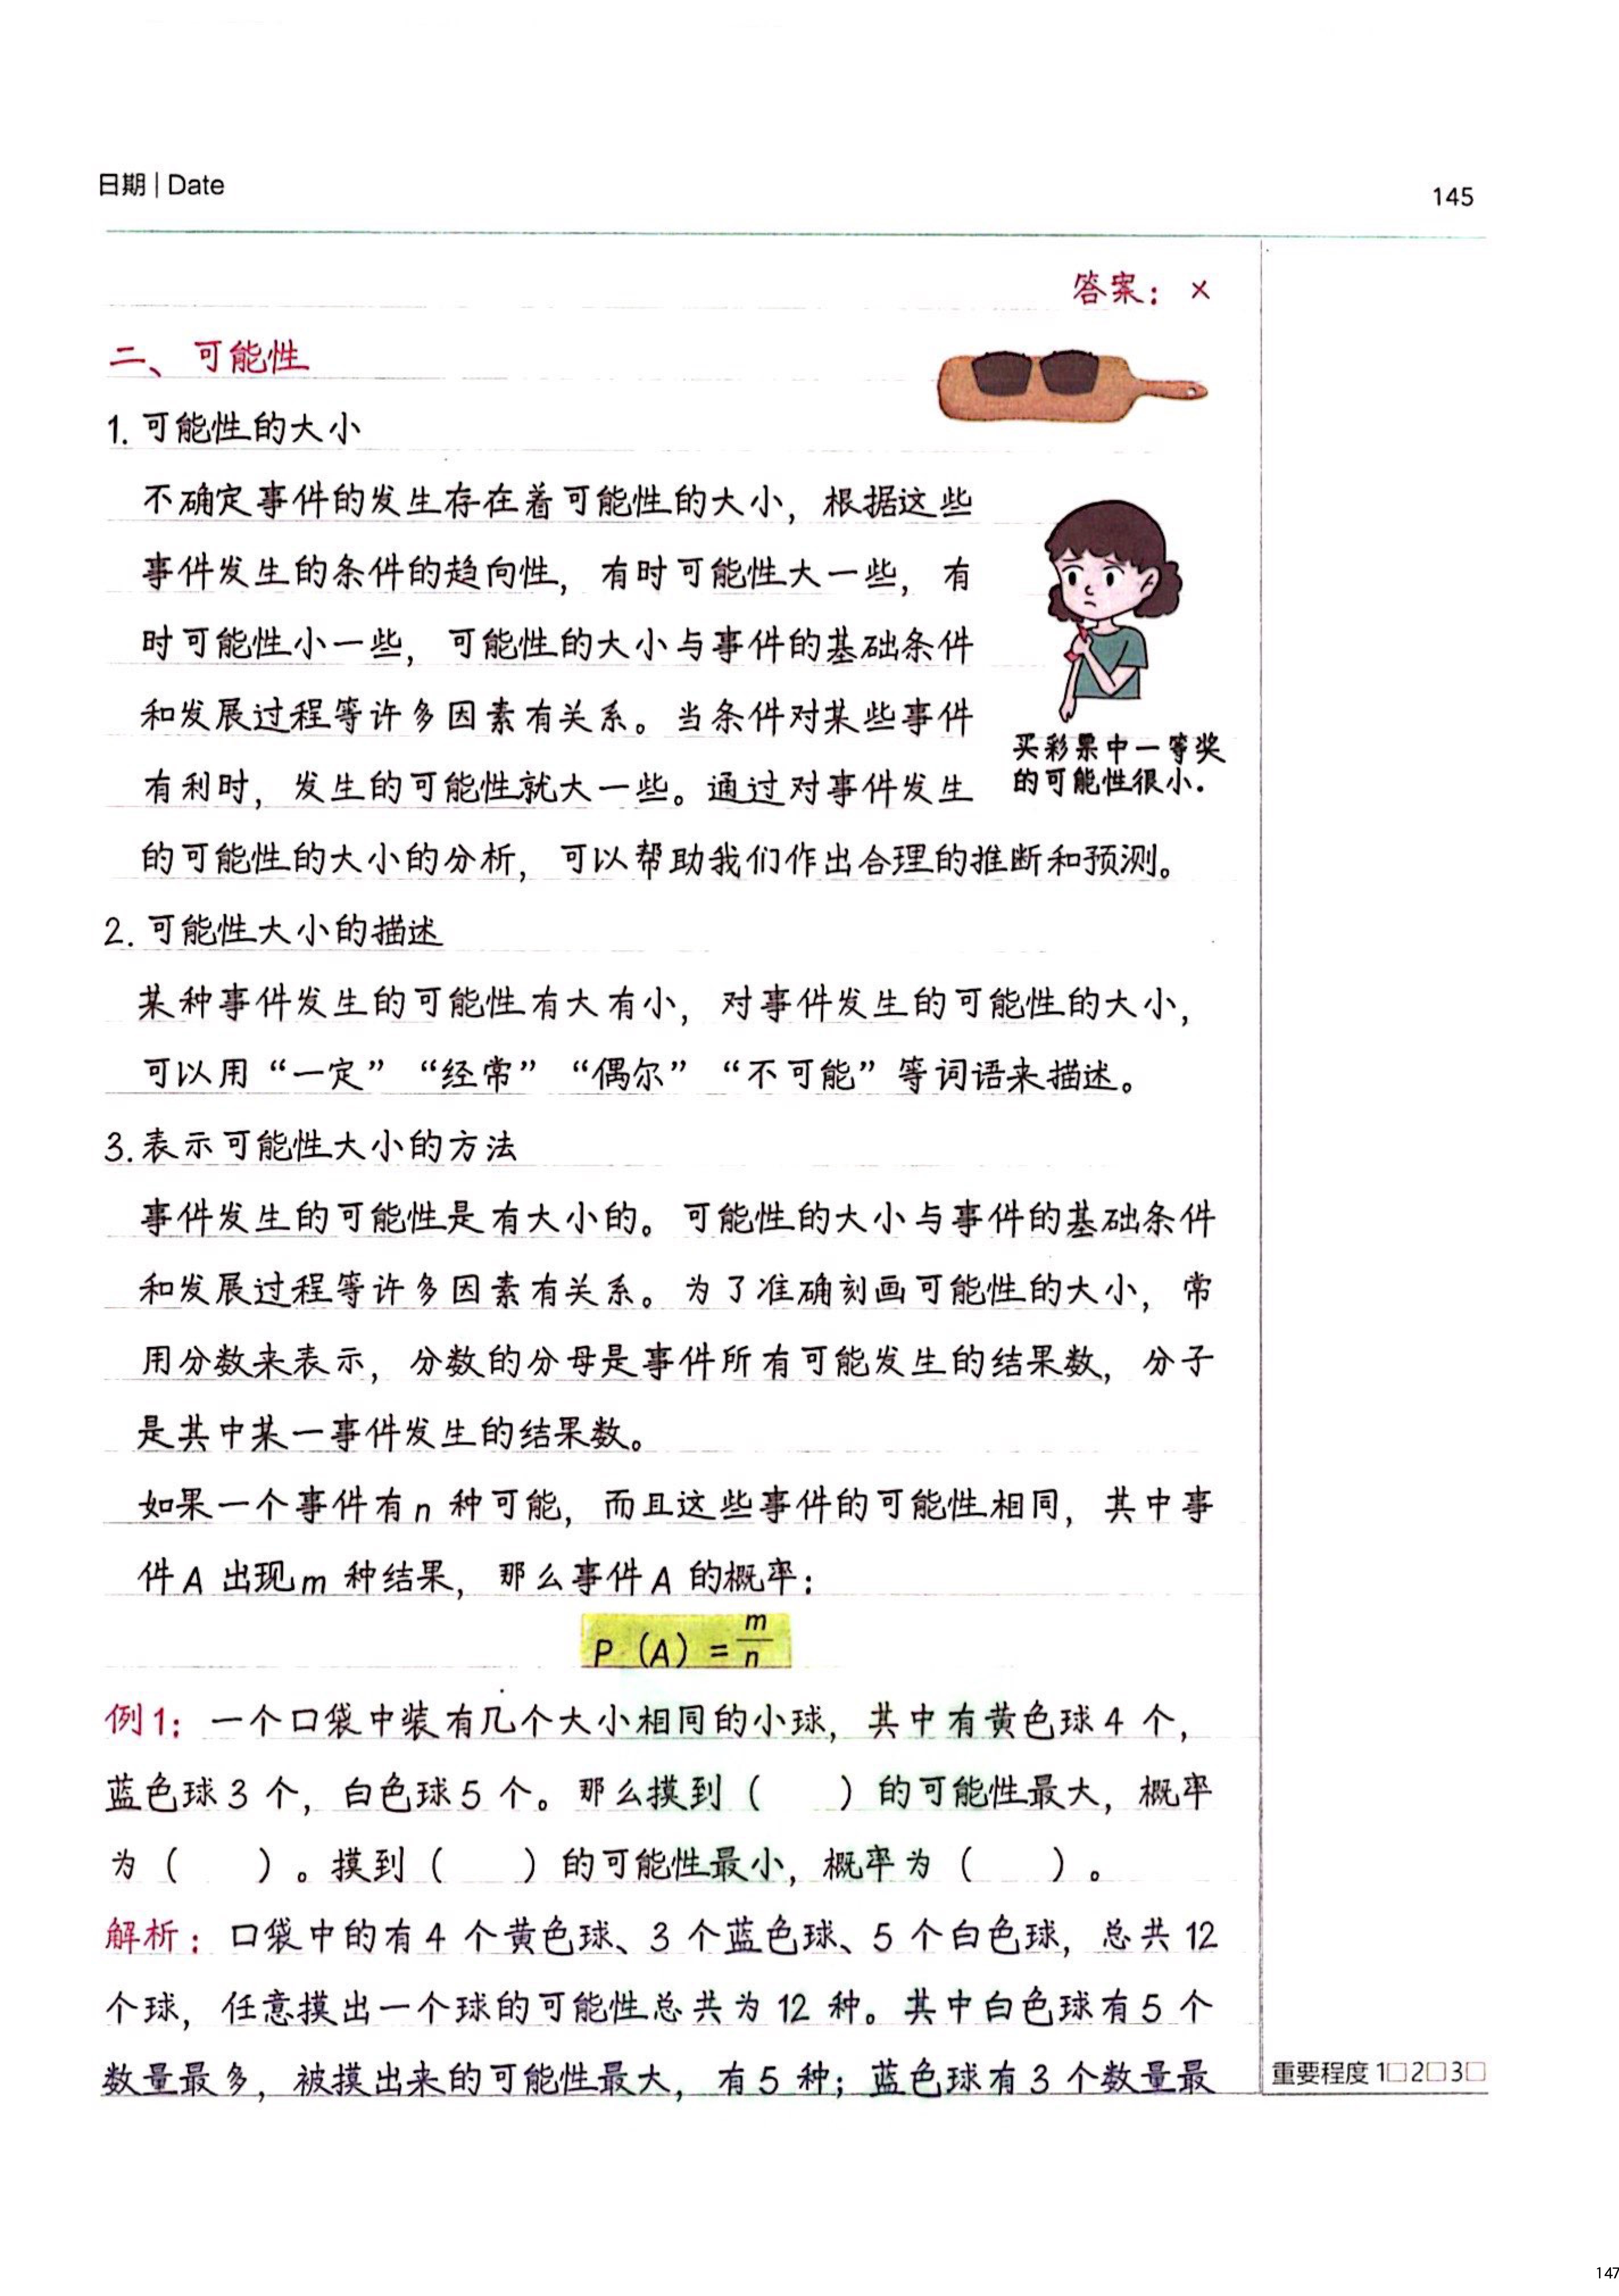 日期 | Date
145
答案：×
二、可能性
1. 可能性的大小
不确定事件的发生存在着可能性的大小，根据这些
事件发生的条件的趋向性，有时可能性大一些，有
时可能性小一些，可能性的大小与事件的基础条件
和发展过程等许多因素有关系。当条件对某些事件
有利时，发生的可能性就大一些。通过对事件发生
的可能性的大小的分析，可以帮助我们作出合理的推断和预测。
买彩票中一等奖
的可能性很小.
2. 可能性大小的描述
某种事件发生的可能性有大有小，对事件发生的可能性的大小，
可以用“一定”“经常”“偶尔”“不可能”等词语来描述。
3. 表示可能性大小的方法
事件发生的可能性是有大小的。可能性的大小与事件的基础条件
和发展过程等许多因素有关系。为了准确刻画可能性的大小，常
用分数来表示，分数的分母是事件所有可能发生的结果数，分子
是其中某一事件发生的结果数。
如果一个事件有n 种可能，而且这些事件的可能性相同，其中事
件A 出现m 种结果，那么事件A 的概率：
P（A）= m/n
例1：一个口袋中装有几个大小相同的小球，其中有黄色球4 个，
蓝色球3 个，白色球5 个。那么摸到（　　）的可能性最大，概率
为（　　）。摸到（　　）的可能性最小，概率为（　　）。
解析：口袋中的有4 个黄色球、3 个蓝色球、5 个白色球，总共12
个球，任意摸出一个球的可能性总共为12 种。其中白色球有5 个
数量最多，被摸出来的可能性最大，有5 种；蓝色球有3 个数量最
重要程度 1□2□3□
147